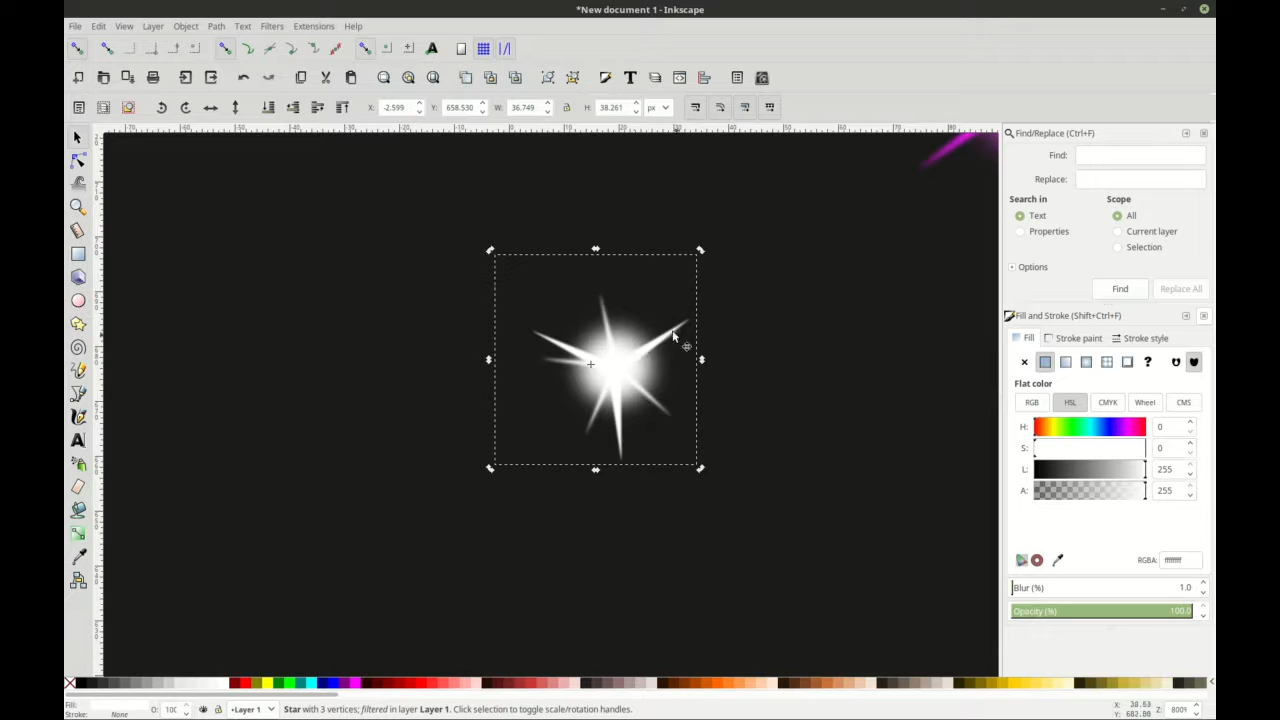 *New document 1 - Inkscape
File Edit View Layer Object Path Text Filters Extensions Help
X: -2.599 Y: 658.530 W: 36.749 H: 38.261 px
Find/Replace (Ctrl+F)
Find:
Replace:
Search in Scope
Text All
Properties Current layer
Selection
Options
Find Replace All
Fill and Stroke (Shift+Ctrl+F)
Fill Stroke paint Stroke style
Flat color
RGB HSL CMYK Wheel CMS
H: 0
S: 0
L: 255
A: 255
RGBA: ffffffff
Blur (%) 1.0
Opacity (%) 100.0
Fill: O: 100 •Layer 1 Star with 3 vertices; filtered in layer Layer 1. Click selection to toggle scale/rotation handles. X: Z: 800%
Stroke: None Y: 682.80